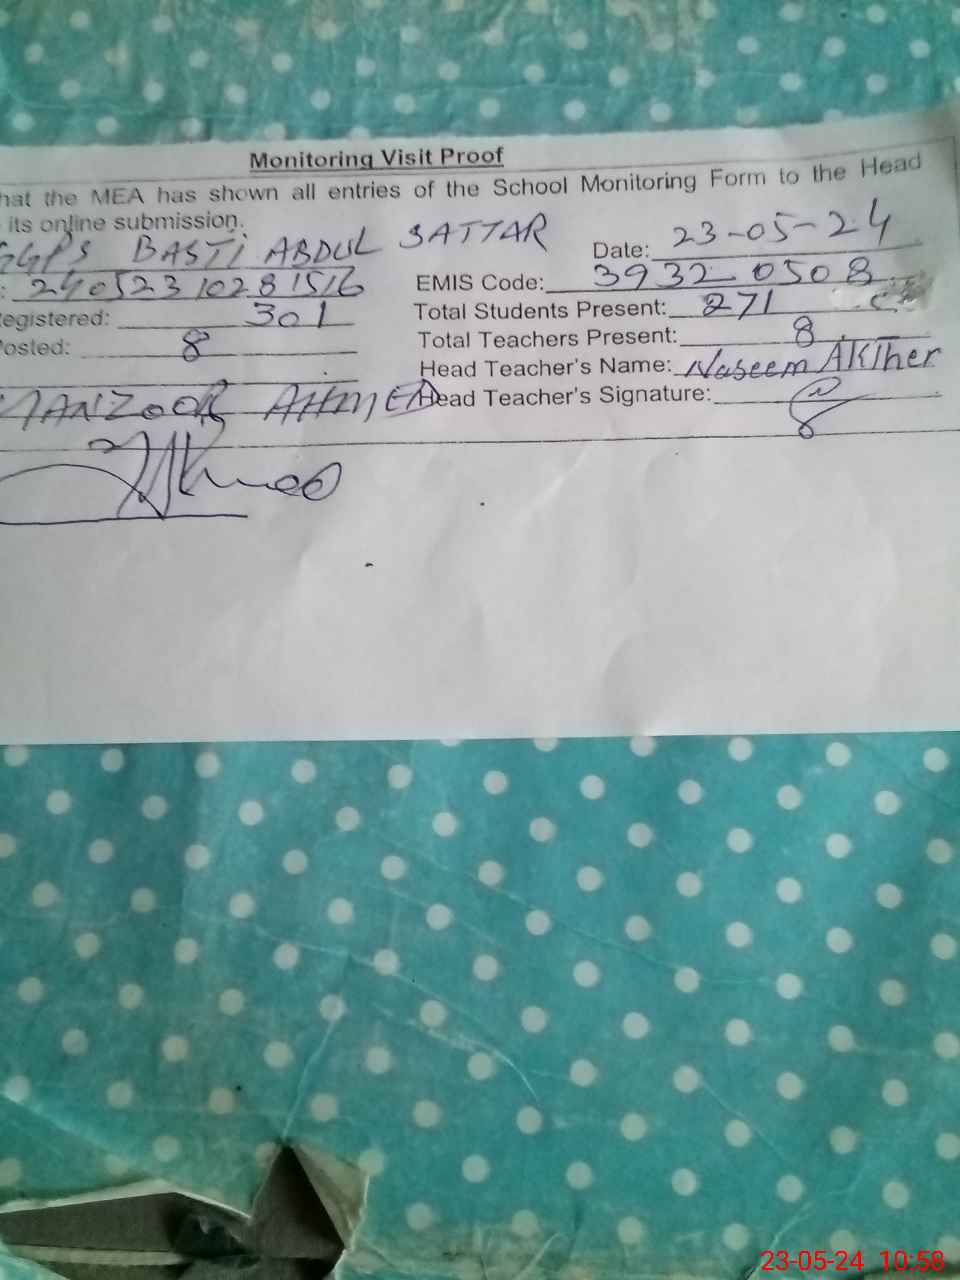 Monitoring Visit Proof
hat the MEA has shown all entries of the School Monitoring Form to the Head
its online submission.
GGPS BASTI ABDUL SATTAR Date: 23-05-24
: 24052310281516 EMIS Code: 39320508
egistered: 301 Total Students Present: 271
osted: 8 Total Teachers Present: 8
Head Teacher's Name: Naseem Akther
MANZOOR AHMED Head Teacher's Signature:
23-05-24 10:58